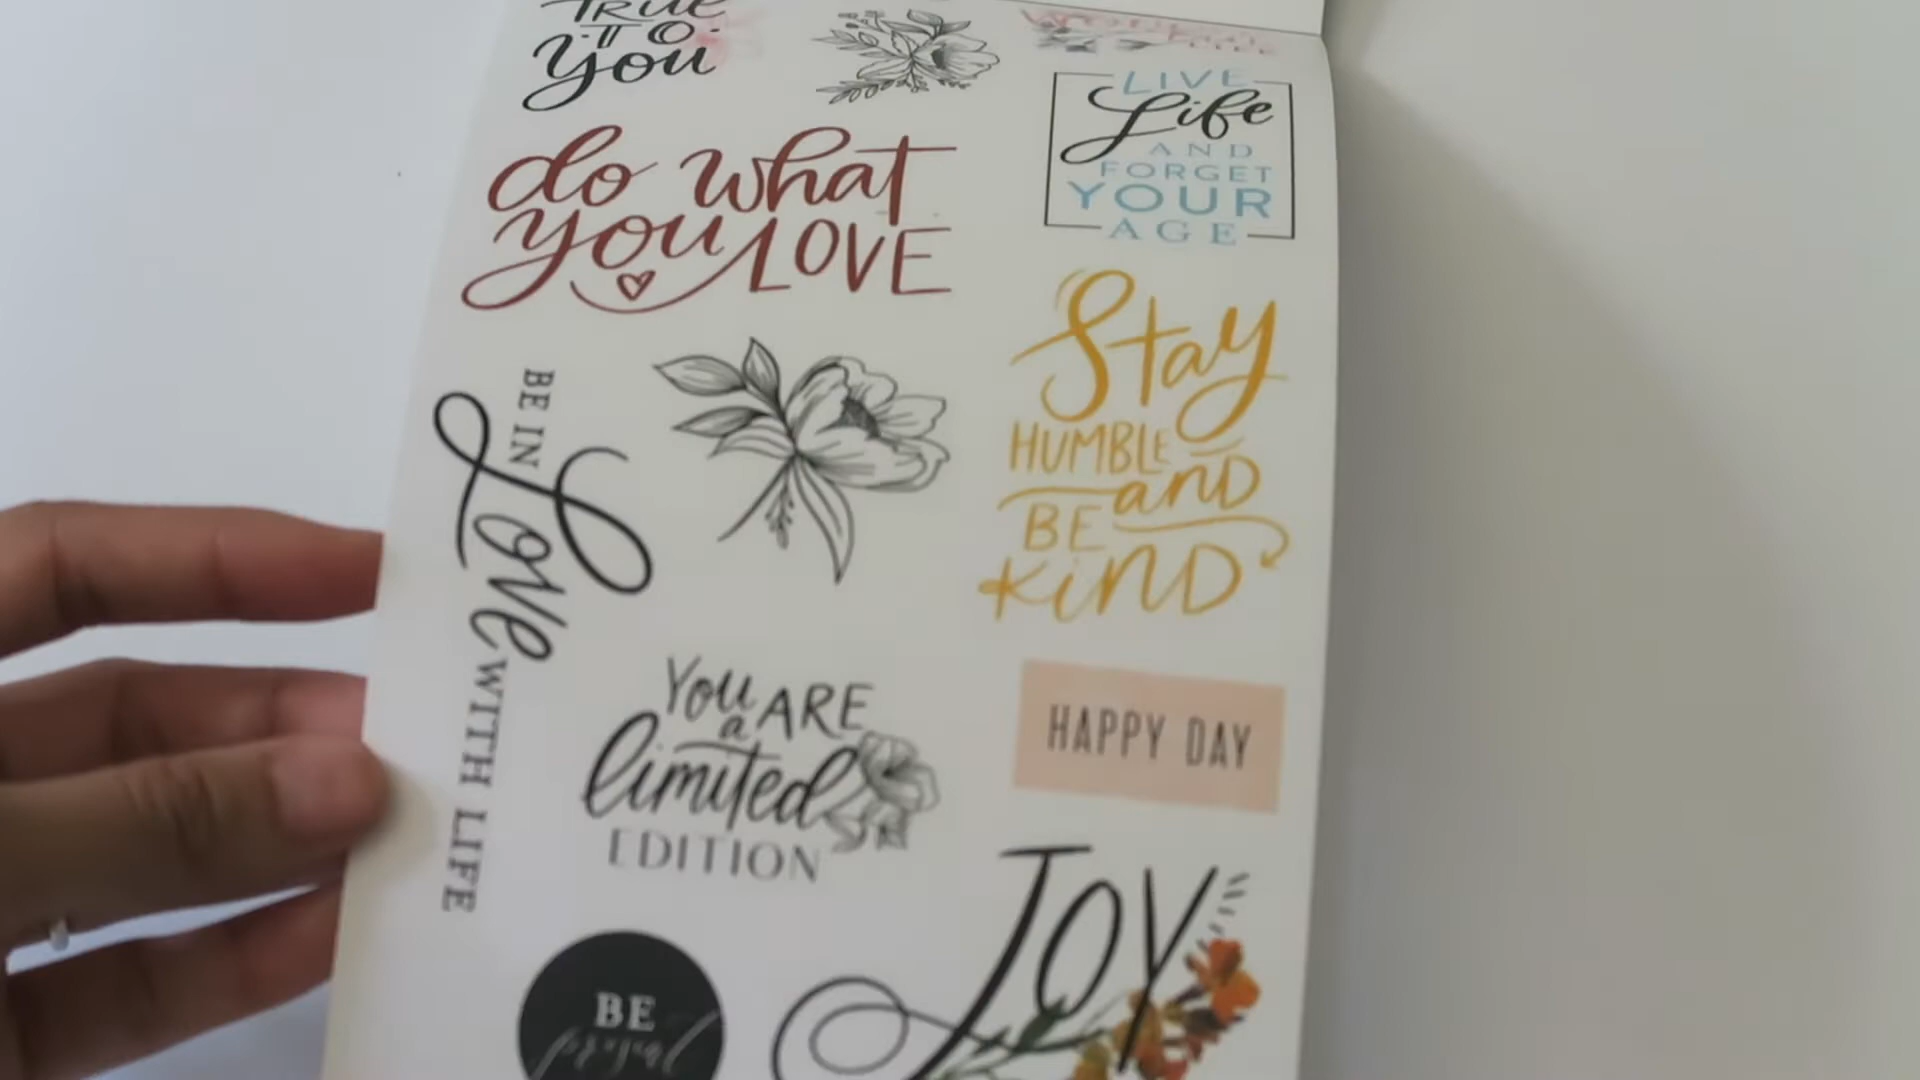 TRUE
TO
you
do what
you LOVE
LIVE
Life
AND
FORGET
YOUR
AGE
Stay
HUMBLE
and
BE
KIND
BE IN
Love
WITH LIFE
You ARE
a
limited
EDITION
HAPPY DAY
JOY
BE